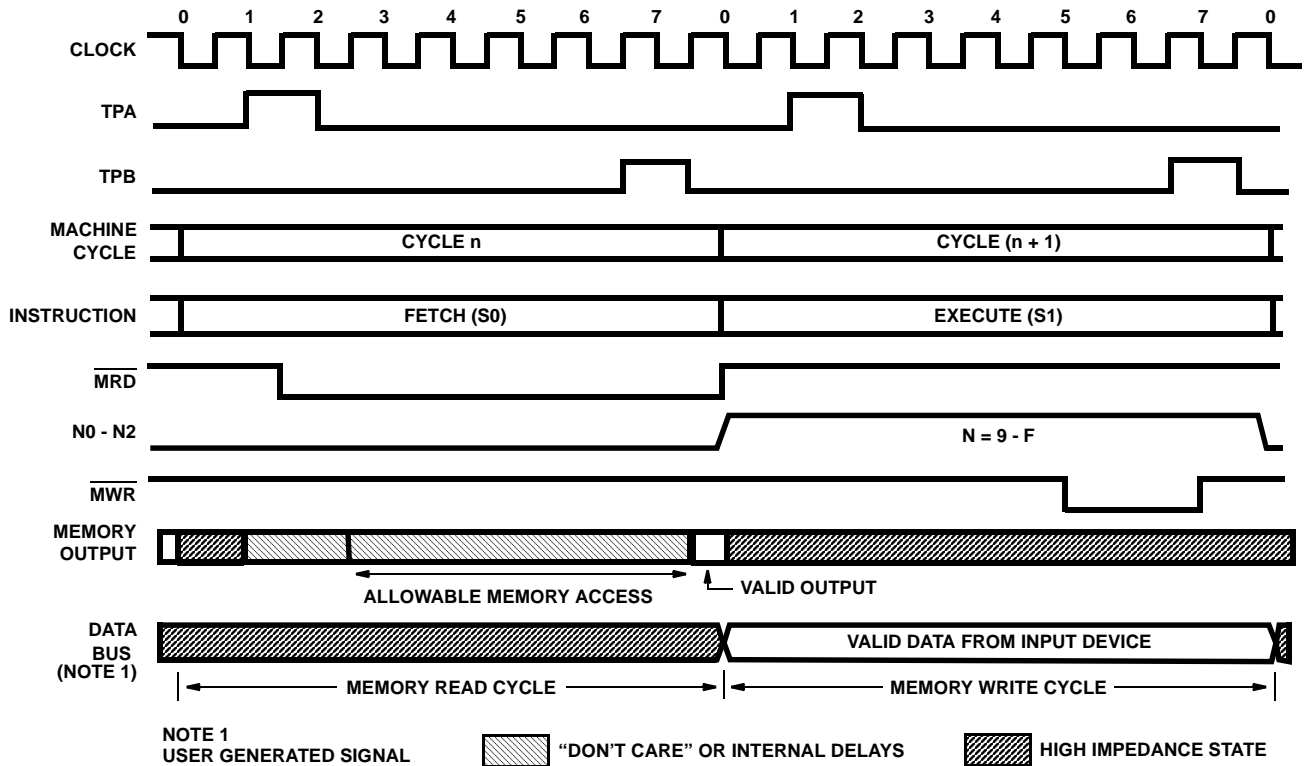 0 1 2 3 4 5 6 7 0 1 2 3 4 5 6 7 0
CLOCK
TPA
TPB
MACHINE
CYCLE
CYCLE n
CYCLE (n + 1)
INSTRUCTION
FETCH (S0)
EXECUTE (S1)
MRD
N0 - N2
N = 9 - F
MWR
MEMORY
OUTPUT
ALLOWABLE MEMORY ACCESS
VALID OUTPUT
DATA
BUS
(NOTE 1)
VALID DATA FROM INPUT DEVICE
MEMORY READ CYCLE
MEMORY WRITE CYCLE
NOTE 1
USER GENERATED SIGNAL
“DON’T CARE” OR INTERNAL DELAYS
HIGH IMPEDANCE STATE